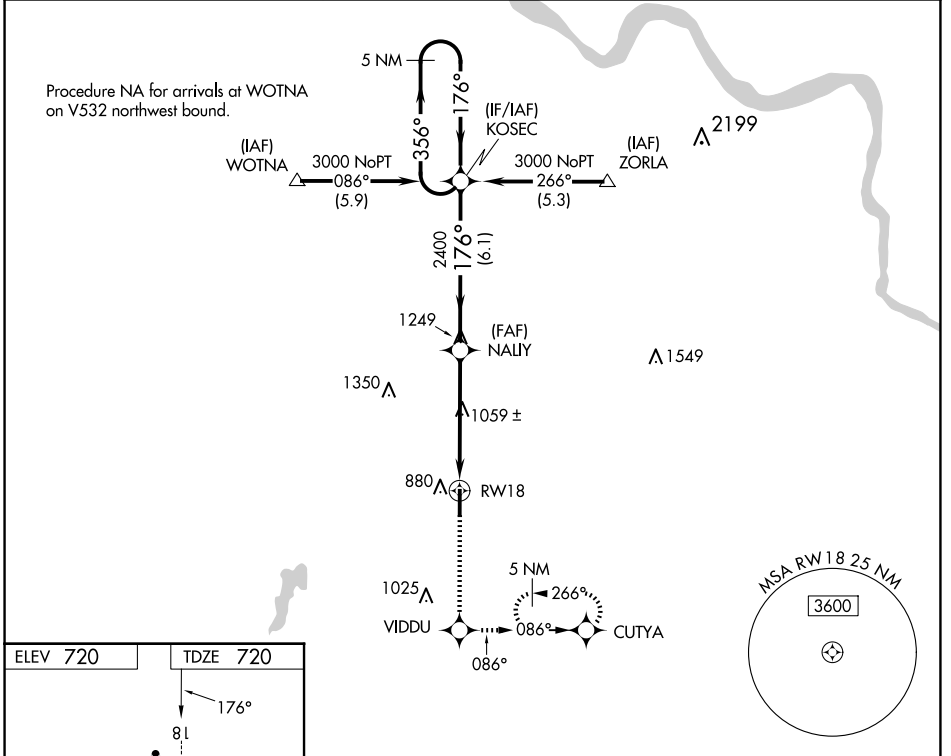 Procedure NA for arrivals at WOTNA
on V532 northwest bound.
5 NM
176°
356°
(IF/IAF)
KOSEC
2199
(IAF)
WOTNA
3000 NoPT
086°
(5.9)
3000 NoPT
266°
(5.3)
(IAF)
ZORLA
2400
176°
(6.1)
1249
(FAF)
NALIY
1549
1350
1059 ±
880
RW18
1025
5 NM
266°
VIDDU
086°
CUTYA
086°
MSA RW18 25 NM
3600
ELEV 720
TDZE 720
176°
18